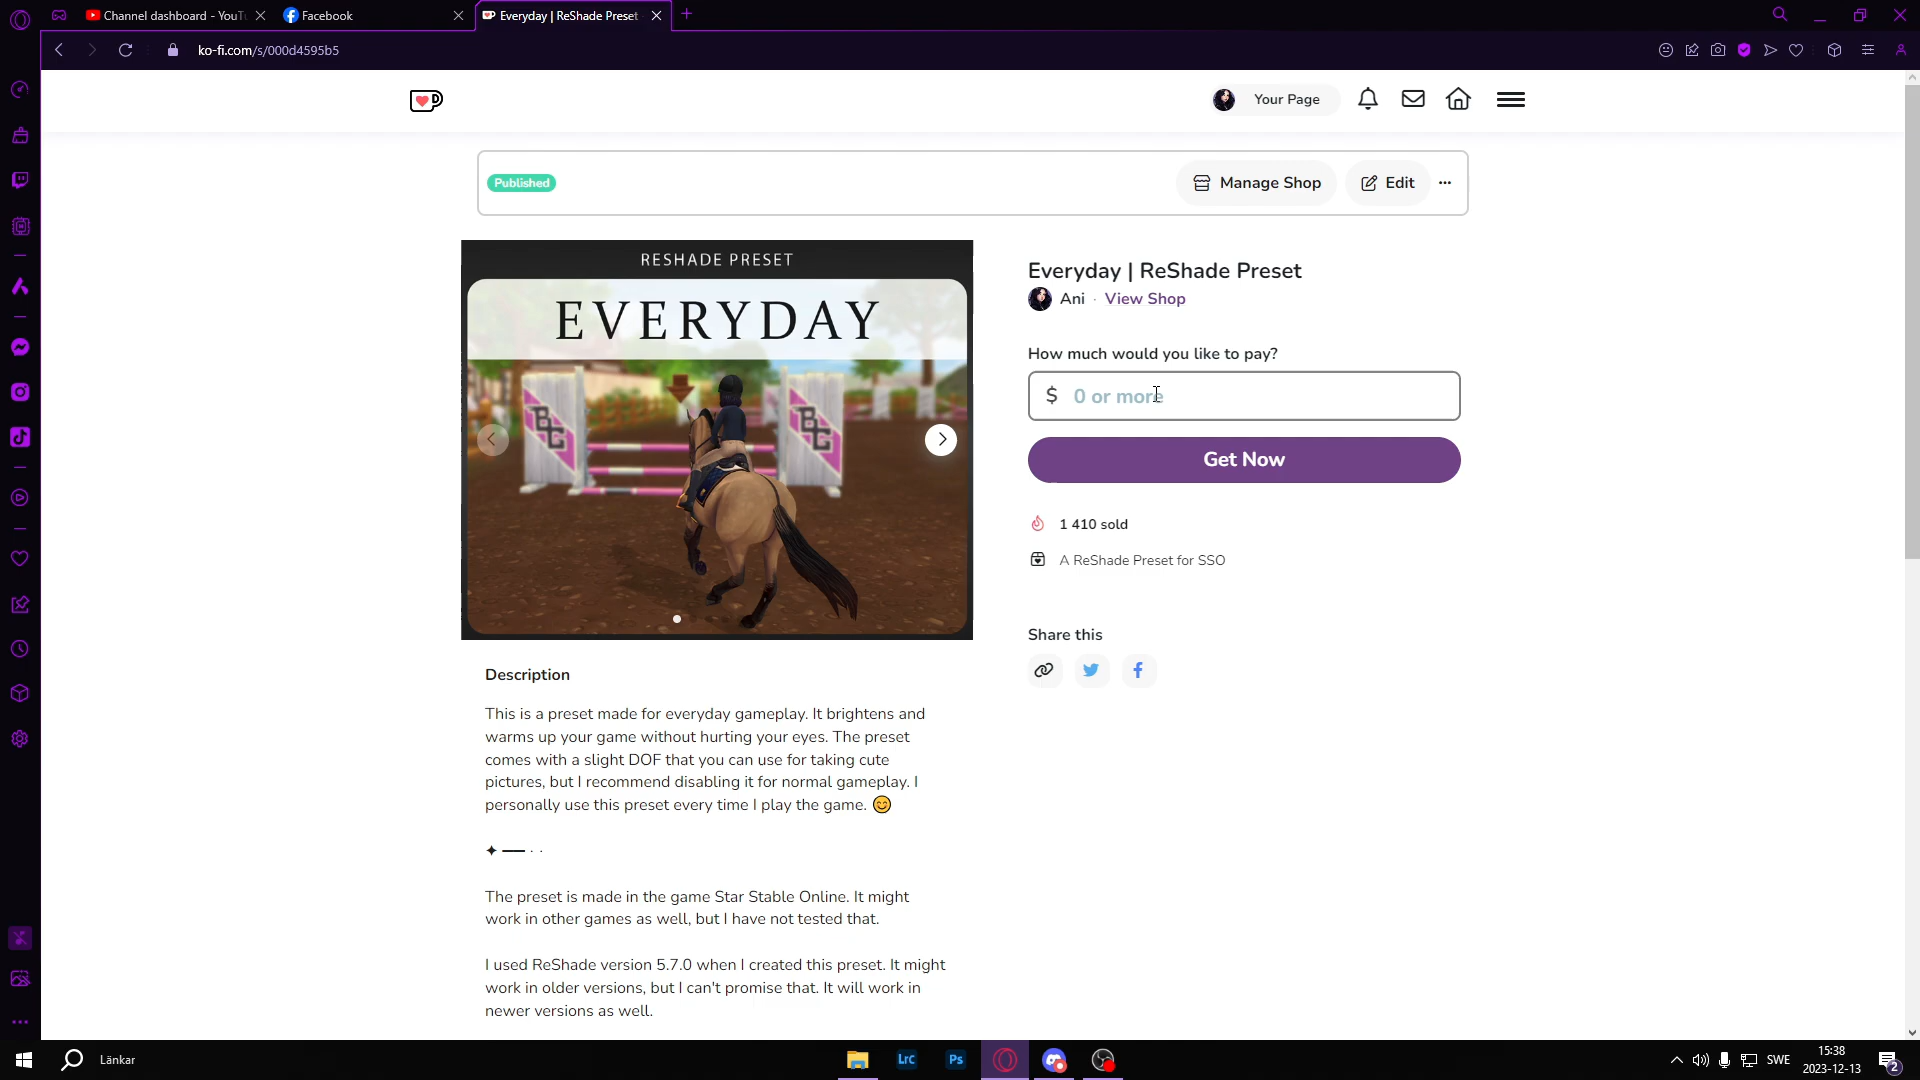 Channel dashboard - YouTu
Facebook
Everyday | ReShade Preset
ko-fi.com/s/000d4595b5
Your Page
Published
Manage Shop
Edit
RESHADE PRESET
EVERYDAY
BC
BC
Everyday | ReShade Preset
Ani · View Shop
How much would you like to pay?
$ 0 or more
Get Now
1 410 sold
A ReShade Preset for SSO
Share this
Description
This is a preset made for everyday gameplay. It brightens and
warms up your game without hurting your eyes. The preset
comes with a slight DOF that you can use for taking cute
pictures, but I recommend disabling it for normal gameplay. I
personally use this preset every time I play the game. 😊
✦ ── · ·
The preset is made in the game Star Stable Online. It might
work in other games as well, but I have not tested that.
I used ReShade version 5.7.0 when I created this preset. It might
work in older versions, but I can't promise that. It will work in
newer versions as well.
Länkar
Lrc
Ps
SWE
15:38
2023-12-13
2